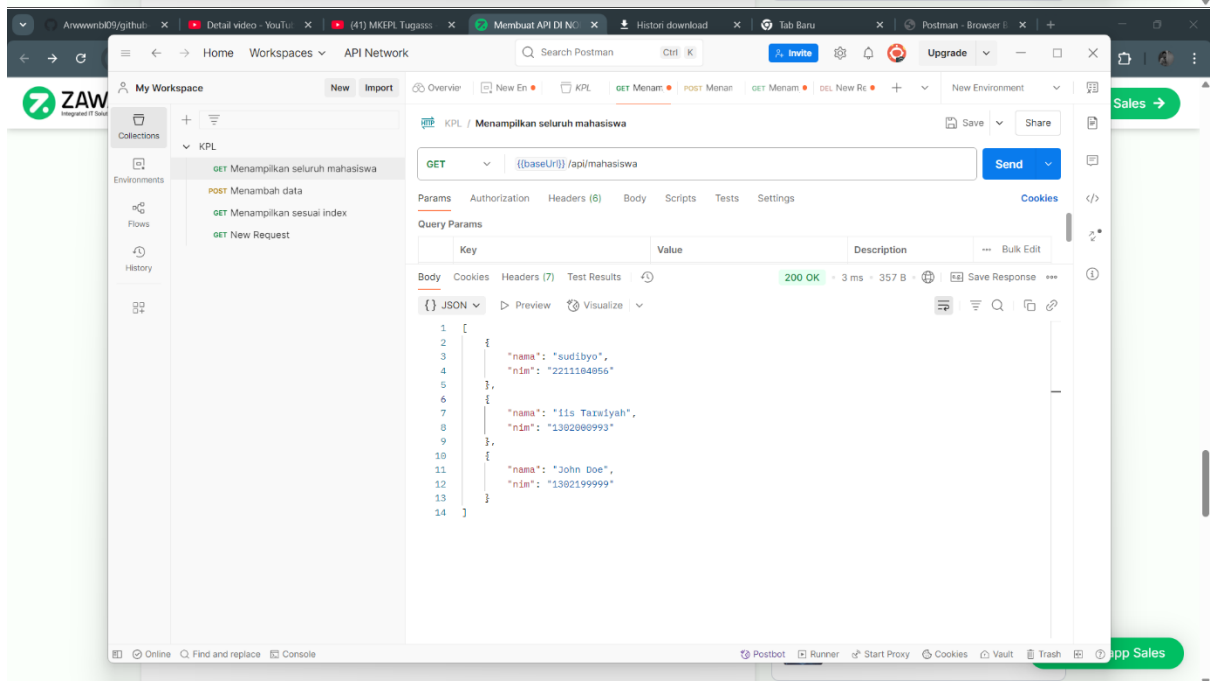 Arwwwnbl09/github-
Detail video - YouTu
(41) MKEPL Tugasss
Membuat API DI NO
Histori download
Tab Baru
Postman - Browser
Home Workspaces API Network
Search Postman Ctrl K
Invite
Upgrade
ZAW
Integrated IT Solu
Sales →
My Workspace New Import
Overvie New En KPL GET Menam POST Menan GET Menam DEL New Re New Environment
Collections
Environments
Flows
History
KPL
GET Menampilkan seluruh mahasiswa
POST Menambah data
GET Menampilkan sesuai index
GET New Request
HTTP KPL / Menampilkan seluruh mahasiswa Save Share
GET {{baseUrl}} /api/mahasiswa Send
Params Authorization Headers (6) Body Scripts Tests Settings Cookies
Query Params
Key Value Description Bulk Edit
Body Cookies Headers (7) Test Results 200 OK 3 ms 357 B Save Response
{} JSON Preview Visualize
1 [
2 {
3 "nama": "sudibyo",
4 "nim": "2211104056"
5 },
6 {
7 "nama": "iis Tarwiyah",
8 "nim": "1302000993"
9 },
10 {
11 "nama": "John Doe",
12 "nim": "1302199999"
13 }
14 ]
Online Find and replace Console Postbot Runner Start Proxy Cookies Vault Trash
app Sales